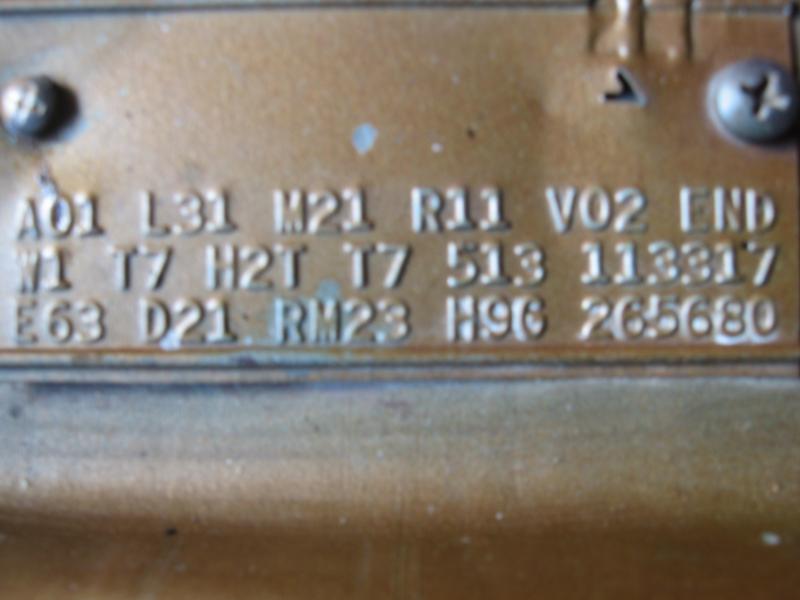 A01 L31 M21 R11 V02 END
W1 T7 H2T T7 513 113317
E63 D21 RM23 H9G 265680